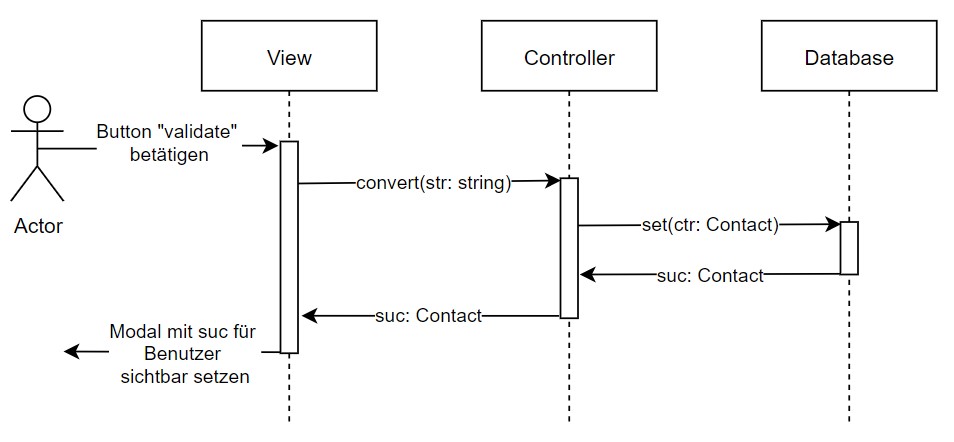 View
Controller
Database
Button "validate"
betätigen
convert(str: string)
Actor
set(ctr: Contact)
suc: Contact
suc: Contact
Modal mit suc für
Benutzer
sichtbar setzen